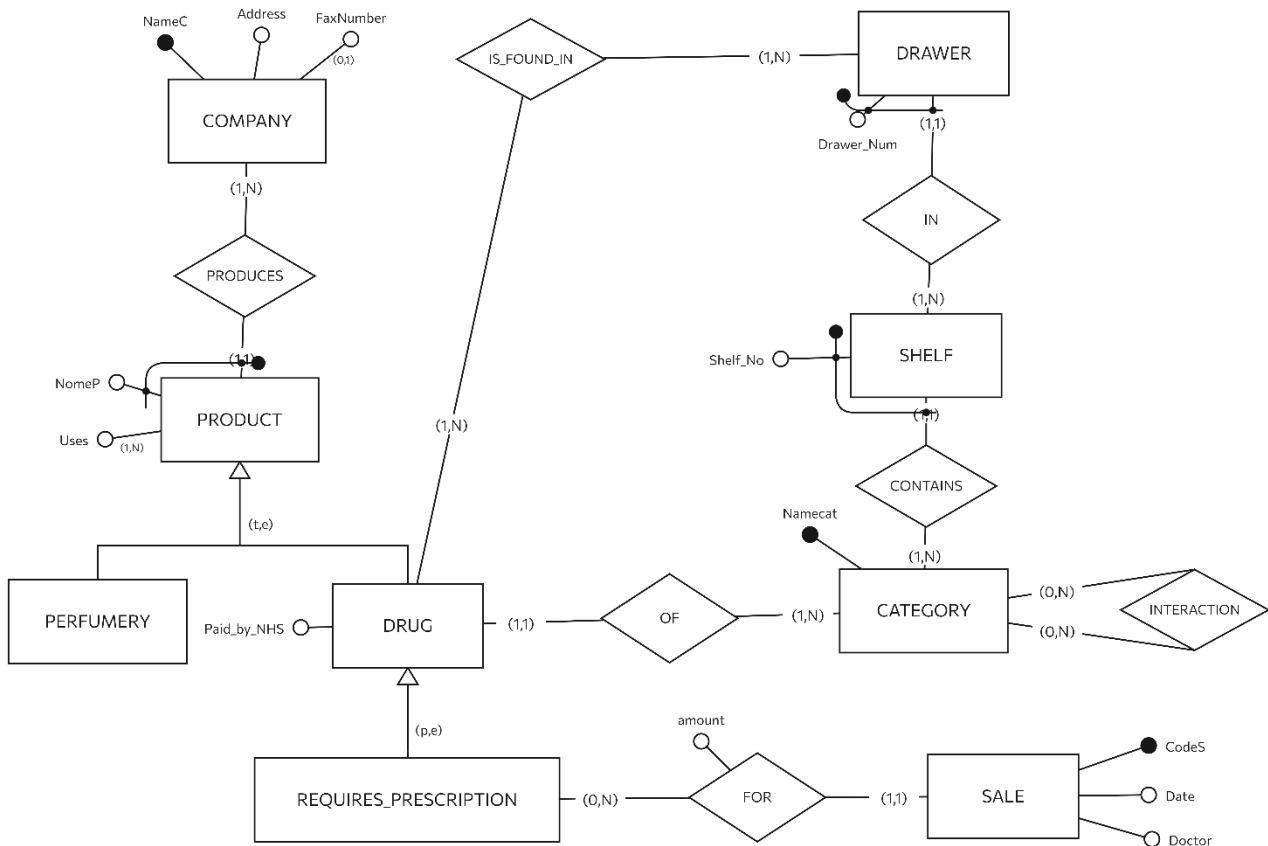 NameC
Address
FaxNumber
(0,1)
COMPANY
(1,N)
PRODUCES
(1,1)
NomeP
PRODUCT
Uses
(1,N)
(t,e)
PERFUMERY
Paid_by_NHS
DRUG
(1,1)
OF
(1,N)
(p,e)
REQUIRES_PRESCRIPTION
(0,N)
amount
FOR
(1,1)
SALE
CodeS
Date
Doctor
IS_FOUND_IN
(1,N)
(1,N)
DRAWER
Drawer_Num
(1,1)
IN
(1,N)
Shelf_No
SHELF
(1,1)
CONTAINS
(1,N)
Namecat
CATEGORY
(0,N)
(0,N)
INTERACTION